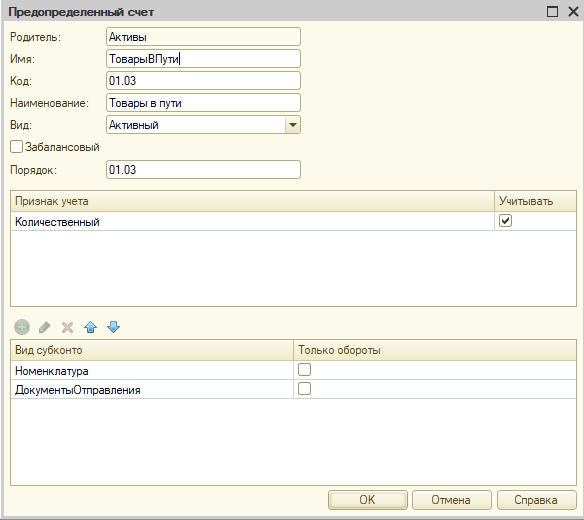 Предопределенный счет
Родитель: Активы
Имя: ТоварыВПути
Код: 01.03
Наименование: Товары в пути
Вид: Активный
Забалансовый
Порядок: 01.03
Признак учета Учитывать
Количественный
Вид субконто Только обороты
Номенклатура
ДокументыОтправления
OK Отмена Справка